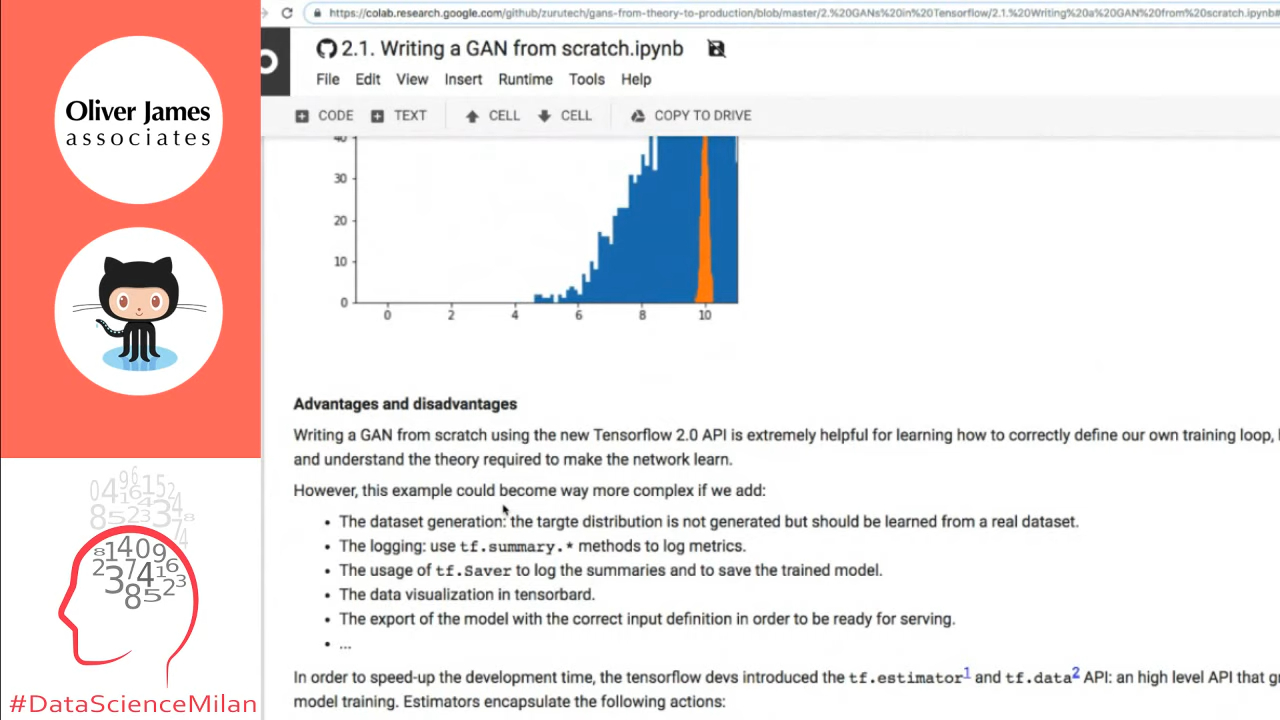 https://colab.research.google.com/github/zurutech/gans-from-theory-to-production/blob/master/2.%20GANs%20in%20Tensorflow/2.1.%20Writing%20a%20GAN%20from%20scratch.ipynb#
2.1. Writing a GAN from scratch.ipynb
File Edit View Insert Runtime Tools Help
CODE TEXT CELL CELL COPY TO DRIVE
Oliver James
associates
40
30
20
10
0
0 2 4 6 8 10
Advantages and disadvantages
Writing a GAN from scratch using the new Tensorflow 2.0 API is extremely helpful for learning how to correctly define our own training loop,
and understand the theory required to make the network learn.
However, this example could become way more complex if we add:
• The dataset generation: the targte distribution is not generated but should be learned from a real dataset.
• The logging: use tf.summary.* methods to log metrics.
• The usage of tf.Saver to log the summaries and to save the trained model.
• The data visualization in tensorbard.
• The export of the model with the correct input definition in order to be ready for serving.
• ...
In order to speed-up the development time, the tensorflow devs introduced the tf.estimator1 and tf.data2 API: an high level API that
model training. Estimators encapsulate the following actions:
#DataScienceMilan